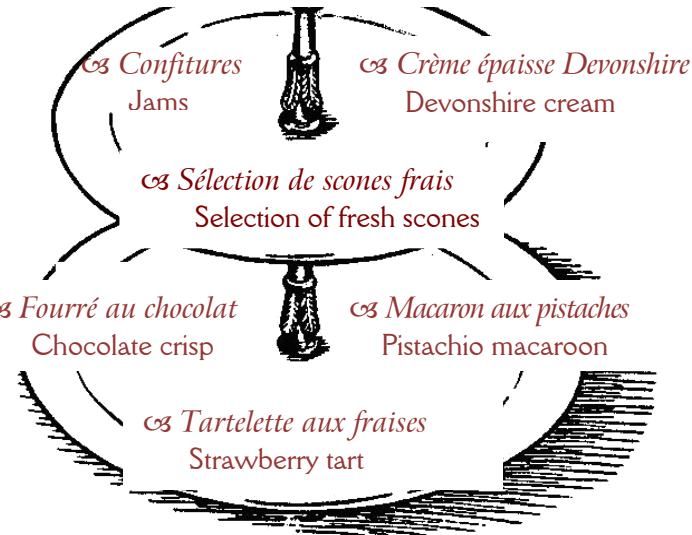 Confitures
Jams
Crème épaisse Devonshire
Devonshire cream
Sélection de scones frais
Selection of fresh scones
Fourré au chocolat
Chocolate crisp
Macaron aux pistaches
Pistachio macaroon
Tartelette aux fraises
Strawberry tart